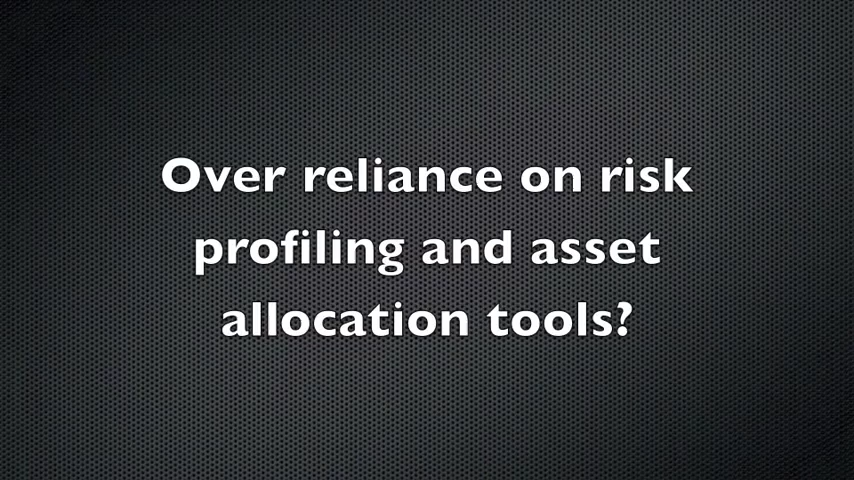 Over reliance on risk
profiling and asset
allocation tools?